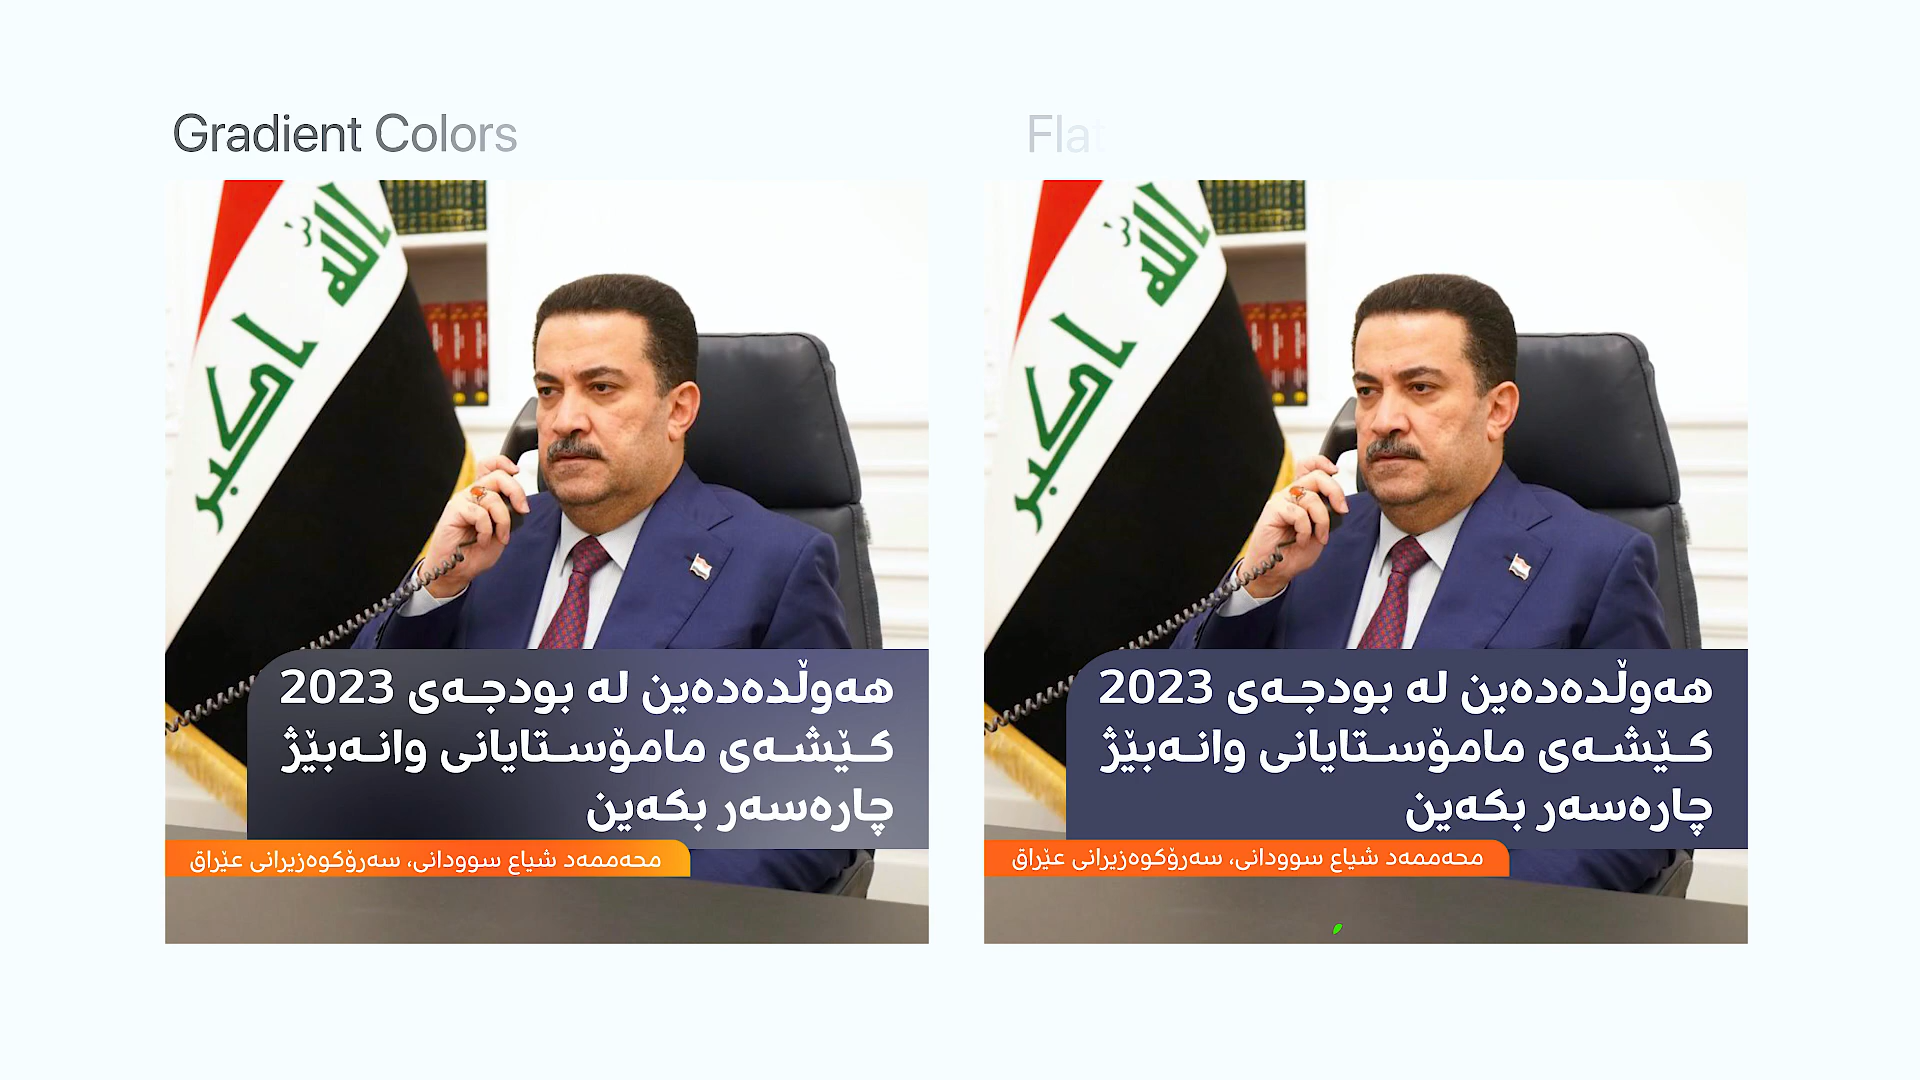 Gradient Colors
Flat
الله
اكبر
هەوڵدەدەین لە بودجەی 2023
کێشەی مامۆستایانی وانەبێژ
چارەسەر بکەین
محەممەد شیاع سوودانی، سەرۆکوەزیرانی عێراق
الله
اكبر
هەوڵدەدەین لە بودجەی 2023
کێشەی مامۆستایانی وانەبێژ
چارەسەر بکەین
محەممەد شیاع سوودانی، سەرۆکوەزیرانی عێراق